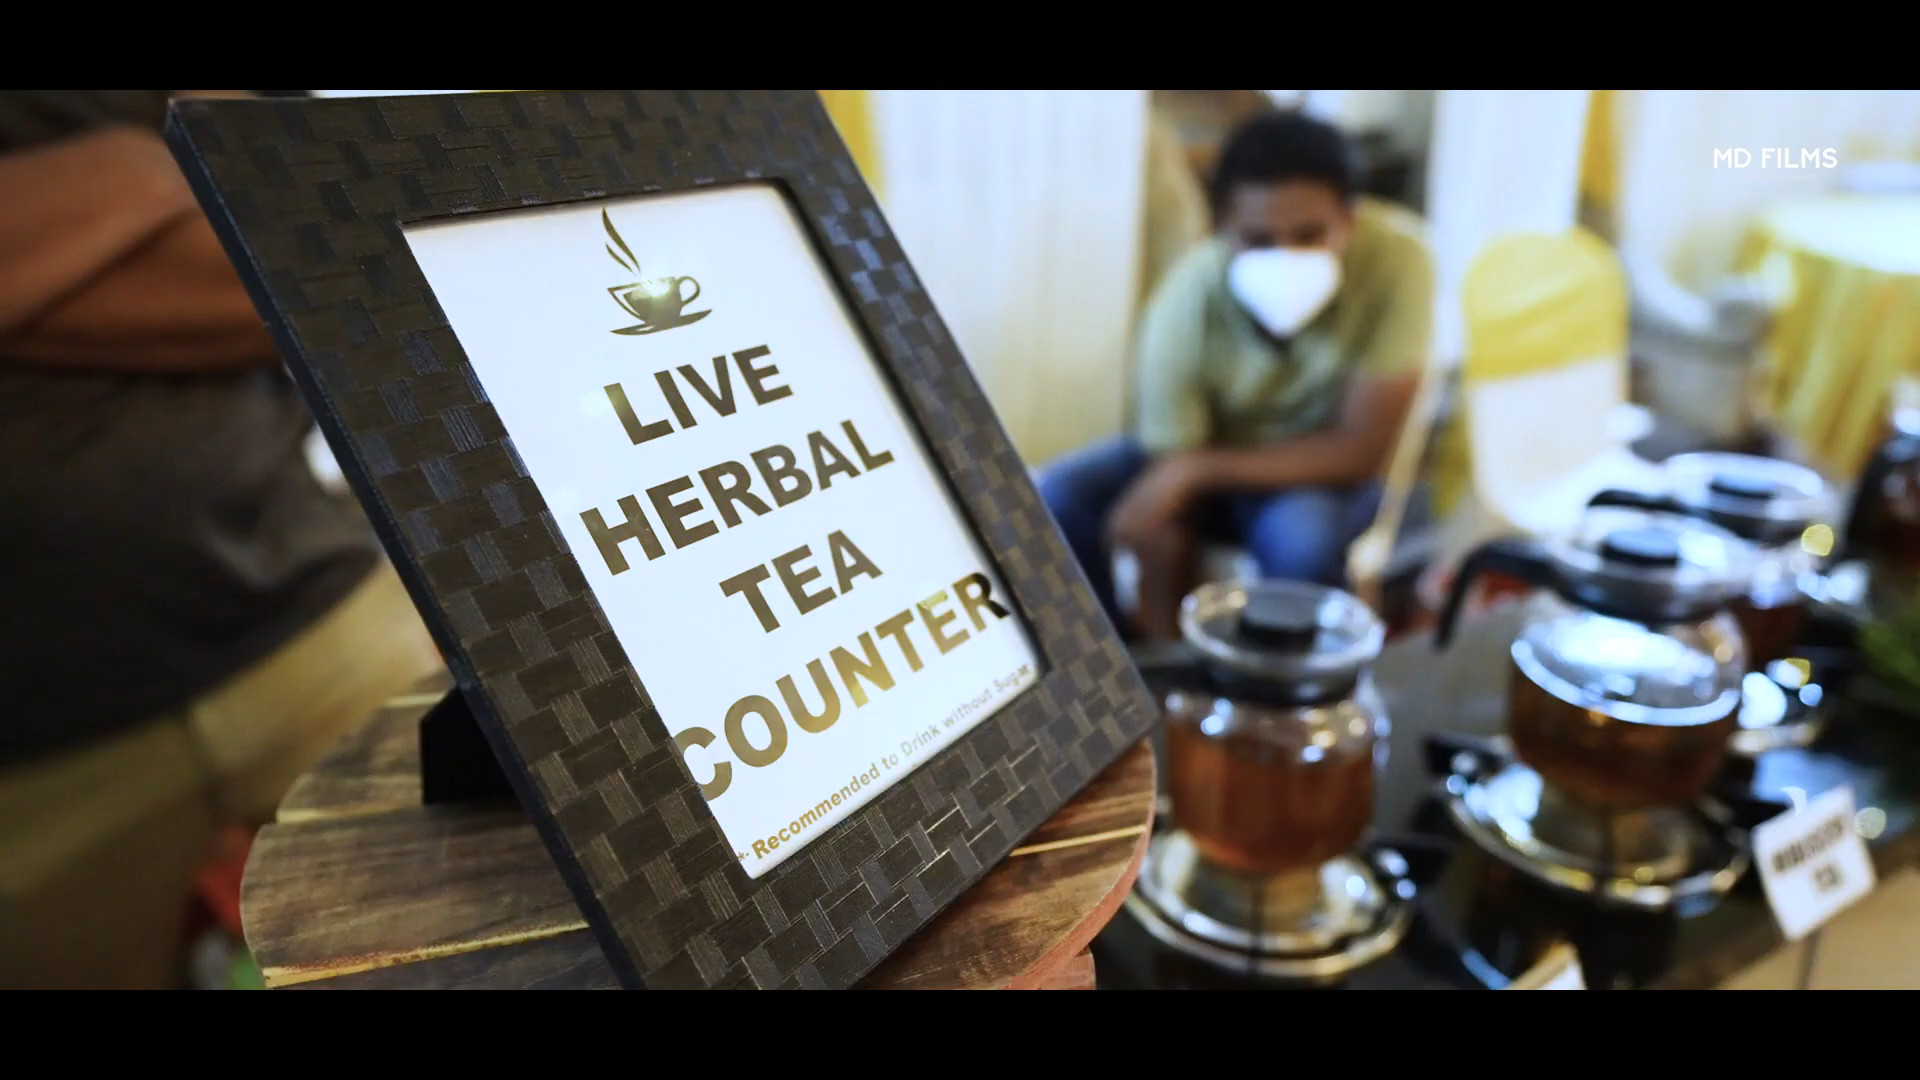 MD FILMS
LIVE
HERBAL
TEA
COUNTER
*- Recommended to Drink without Sugar